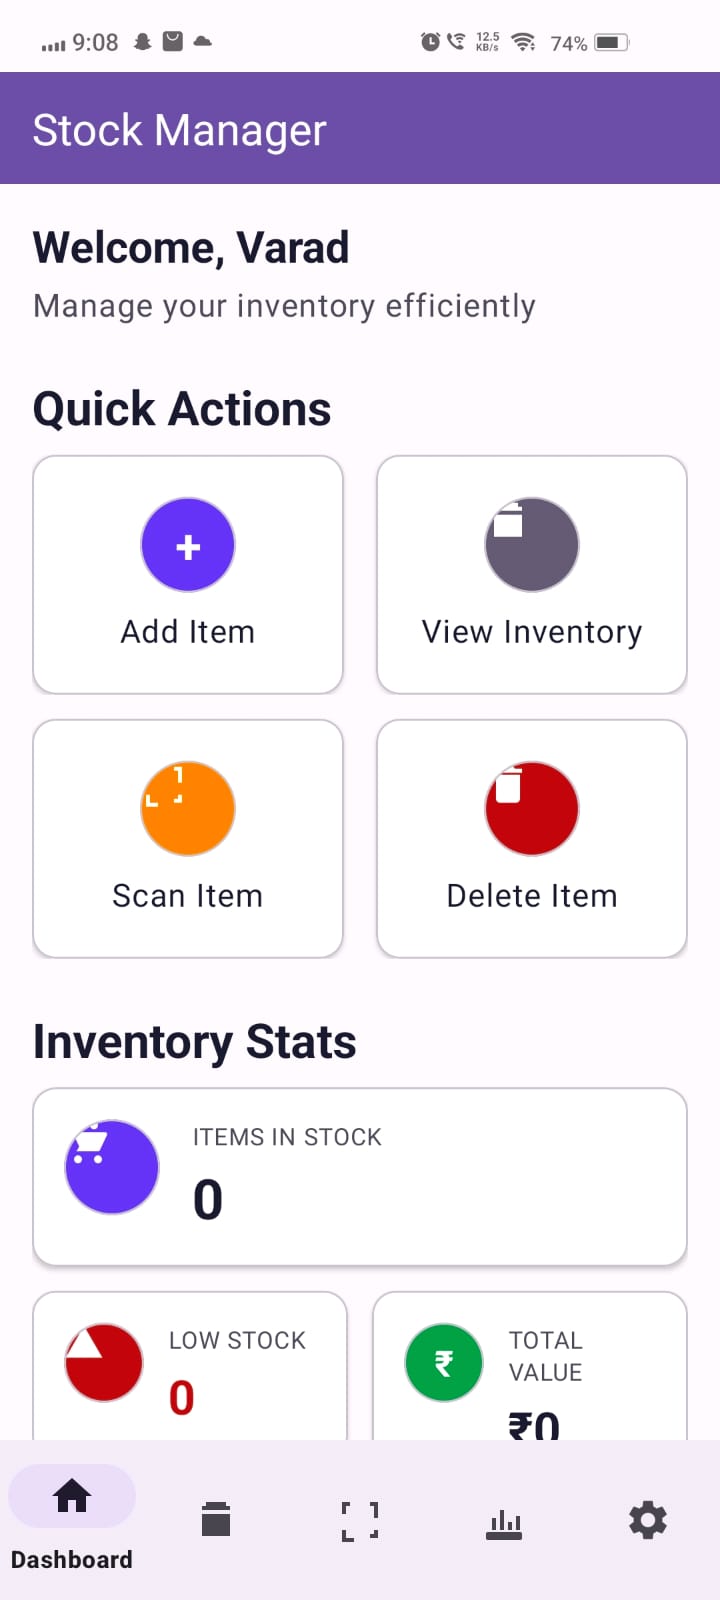 9:08
12.5
KB/s
74%
Stock Manager
Welcome, Varad
Manage your inventory efficiently
Quick Actions
+
Add Item
View Inventory
Scan Item
Delete Item
Inventory Stats
ITEMS IN STOCK
0
LOW STOCK
0
₹
TOTAL
VALUE
₹0
Dashboard